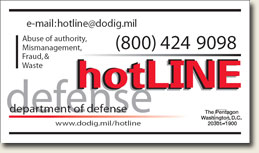 e-mail:hotline@dodig.mil
Abuse of authority,
Mismanagement,
Fraud, &
Waste
(800) 424 9098
hotLINE
defense
department of defense
www.dodig.mil/hotline
The Pentagon
Washington, D.C.
20301-1900